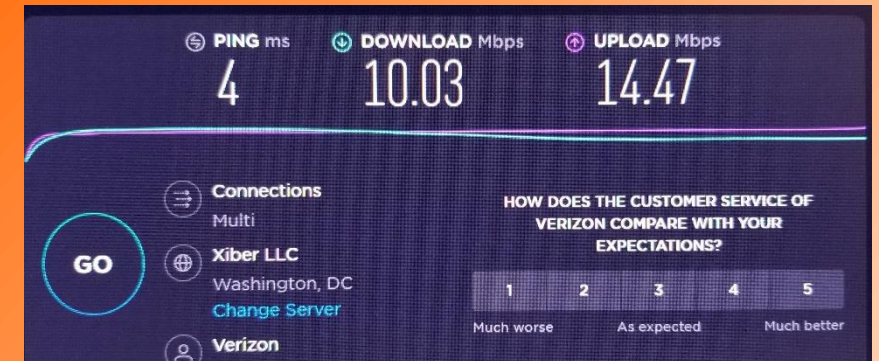 PING ms
4
DOWNLOAD Mbps
10.03
UPLOAD Mbps
14.47
GO
Connections
Multi
Xiber LLC
Washington, DC
Change Server
Verizon
HOW DOES THE CUSTOMER SERVICE OF
VERIZON COMPARE WITH YOUR
EXPECTATIONS?
1 2 3 4 5
Much worse As expected Much better